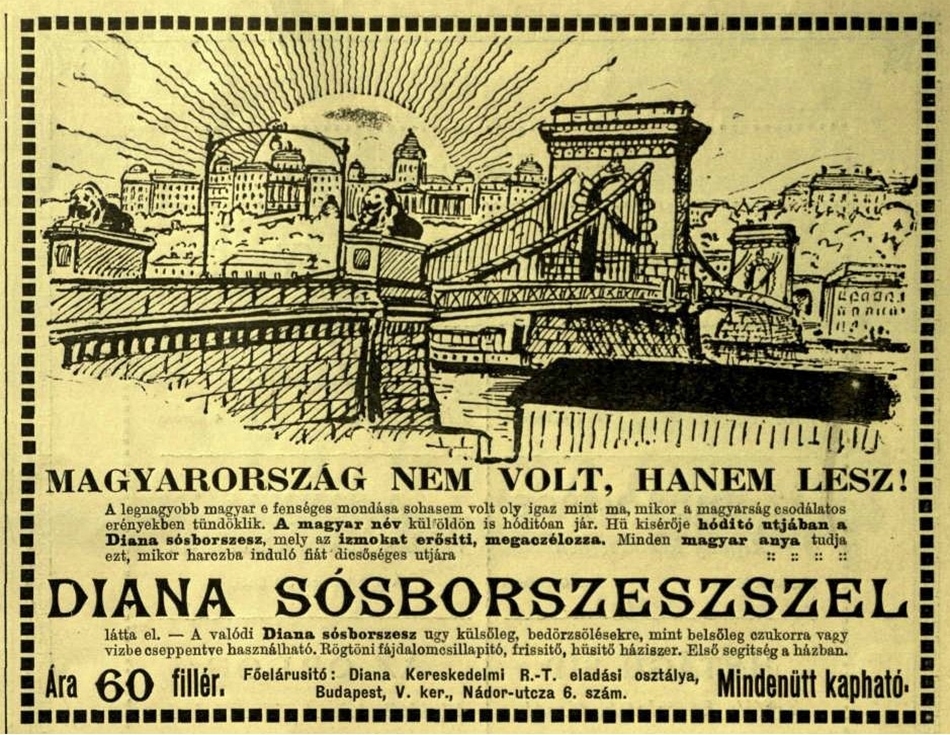 MAGYARORSZÁG NEM VOLT, HANEM LESZ!
A legnagyobb magyar e fenséges mondása sohasem volt oly igaz mint ma, mikor a magyarság csodálatos
erényekben tündöklik. A magyar név külföldön is hóditóan jár. Hü kisérője hóditó utjában a
Diana sósborszesz, mely az izmokat erősiti, megaczélozza. Minden magyar anya tudja
ezt, mikor harczba induló fiát dicsőséges utjára :: :: :: ::
DIANA SÓSBORSZESZSZEL
látta el. — A valódi Diana sósborszesz ugy külsőleg, bedörzsölésekre, mint belsőleg czukorra vagy
vizbe cseppentve használható. Rögtöni fájdalomcsillapitó, frissitő, hüsitő háziszer. Első segitség a házban.
Ára 60 fillér.
Főelárusitó: Diana Kereskedelmi R.-T. eladási osztálya,
Budapest, V. ker., Nádor-utcza 6. szám.
Mindenütt kapható.